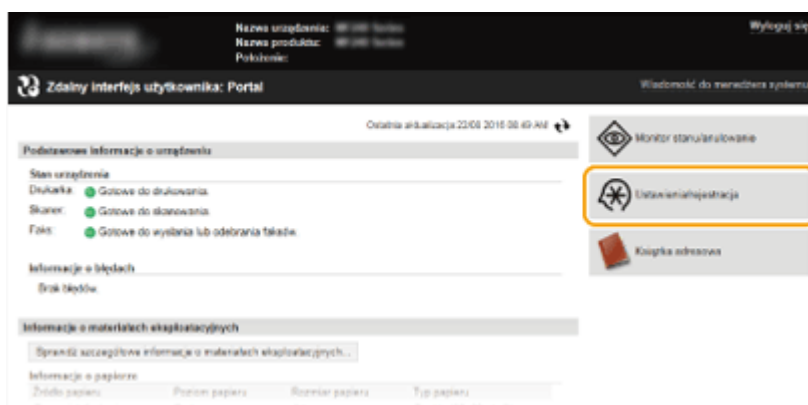 Nazwa urządzenia:
Wyloguj się
Nazwa produktu:
Położenie:
Zdalny interfejs użytkownika: Portal
Wiadomość do menedżera systemu
Ostatnia aktualizacja:22/08 2016 08:49 AM
Monitor stanu/anulowanie
Podstawowe informacje o urządzeniu
Stan urządzenia
Drukarka: Gotowe do drukowania.
Ustawienia/rejestracja
Skaner: Gotowe do skanowania.
Faks: Gotowe do wysłania lub odebrania faksów.
Książka adresowa
Informacje o błędach
Brak błędów.
Informacje o materiałach eksploatacyjnych
Sprawdź szczegółowe informacje o materiałach eksploatacyjnych...
Informacje o papierze
Źródło papieru Poziom papieru Rozmiar papieru Typ papieru